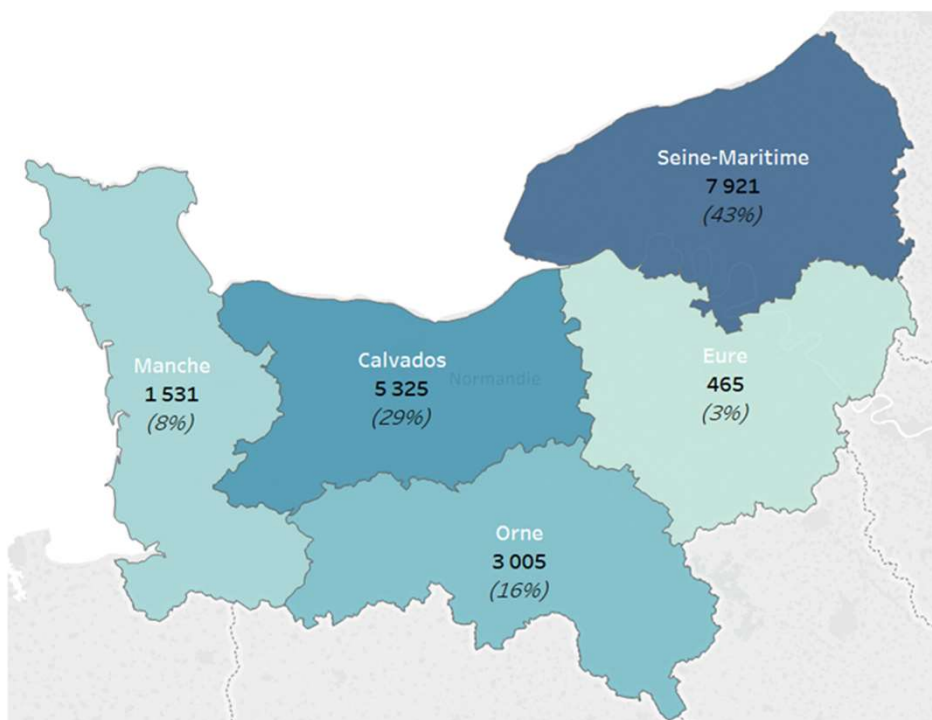 Seine-Maritime
7 921
(43%)
Manche
1 531
(8%)
Calvados
5 325
(29%)
Normandie
Eure
465
(3%)
Orne
3 005
(16%)